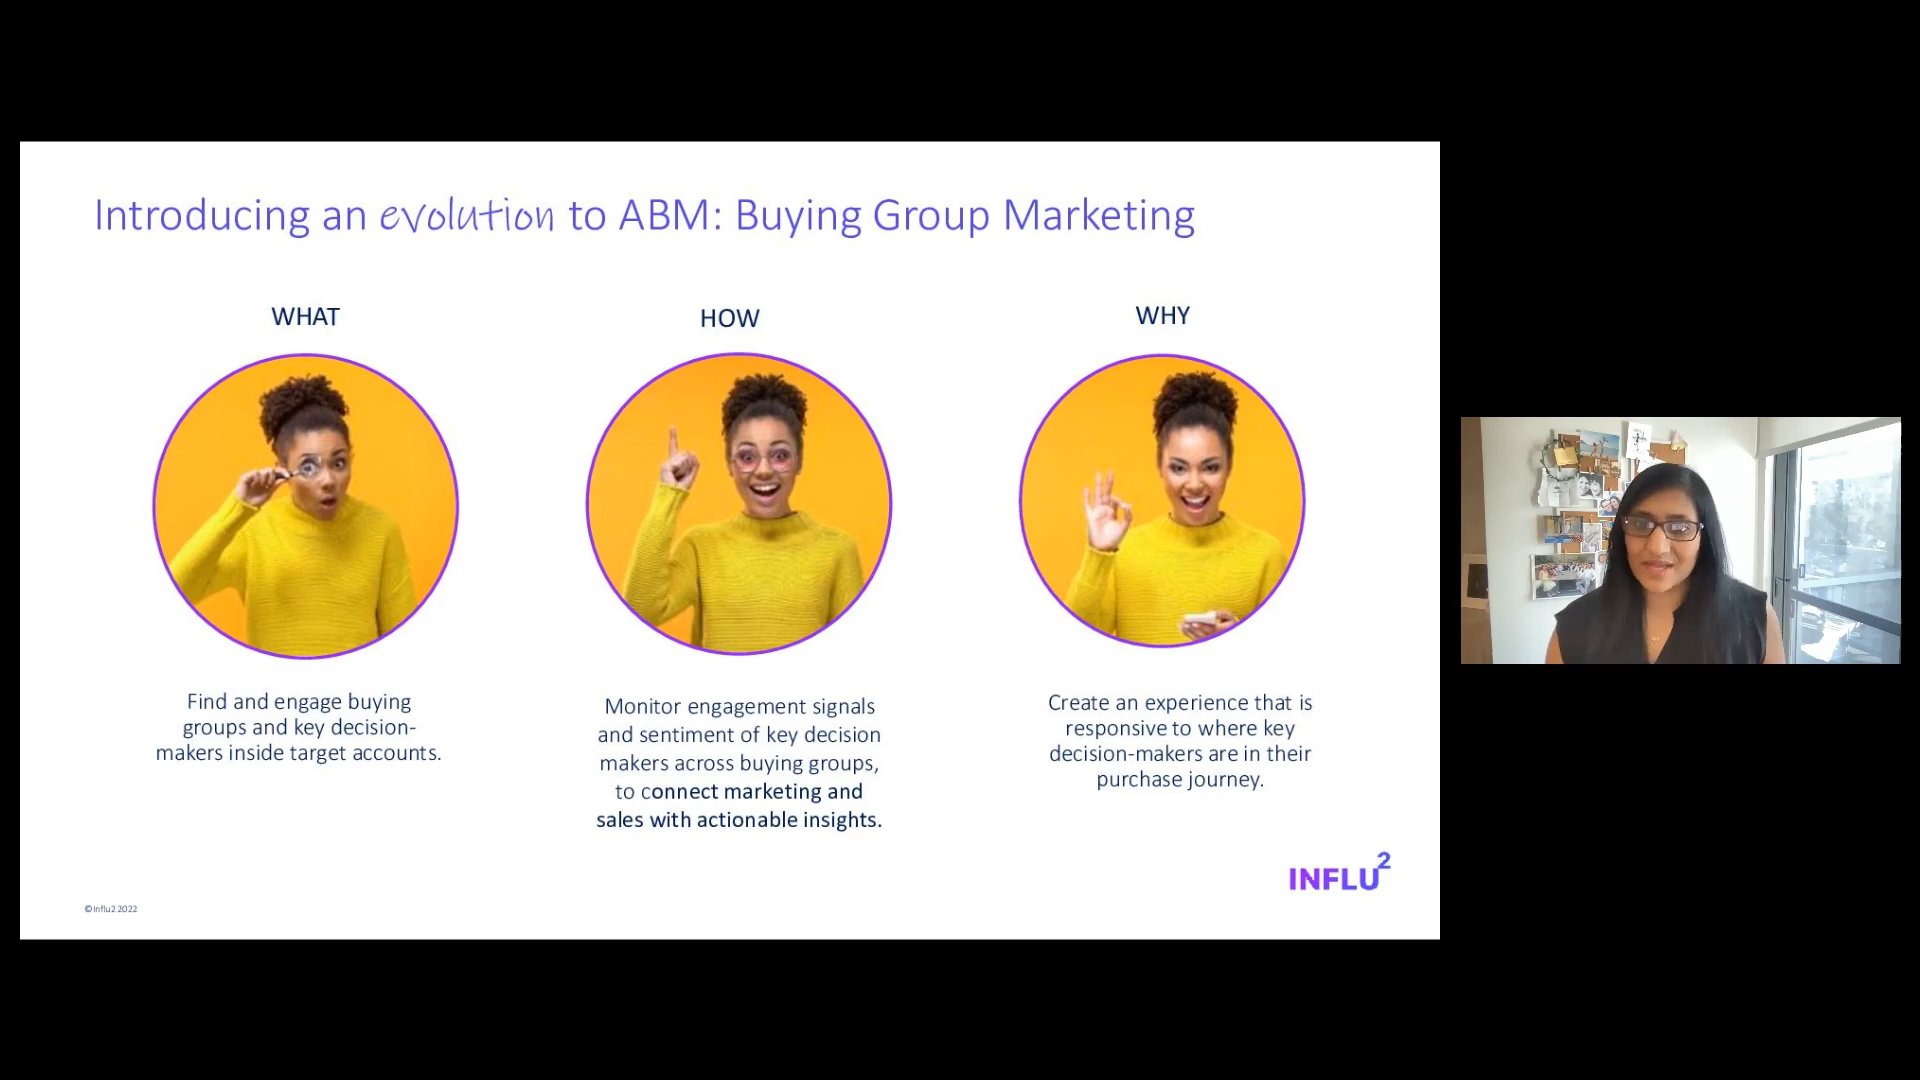 Introducing an evolution to ABM: Buying Group Marketing
WHAT
Find and engage buying
groups and key decision-
makers inside target accounts.
HOW
Monitor engagement signals
and sentiment of key decision
makers across buying groups,
to connect marketing and
sales with actionable insights.
WHY
Create an experience that is
responsive to where key
decision-makers are in their
purchase journey.
INFLU2
©Influ2 2022